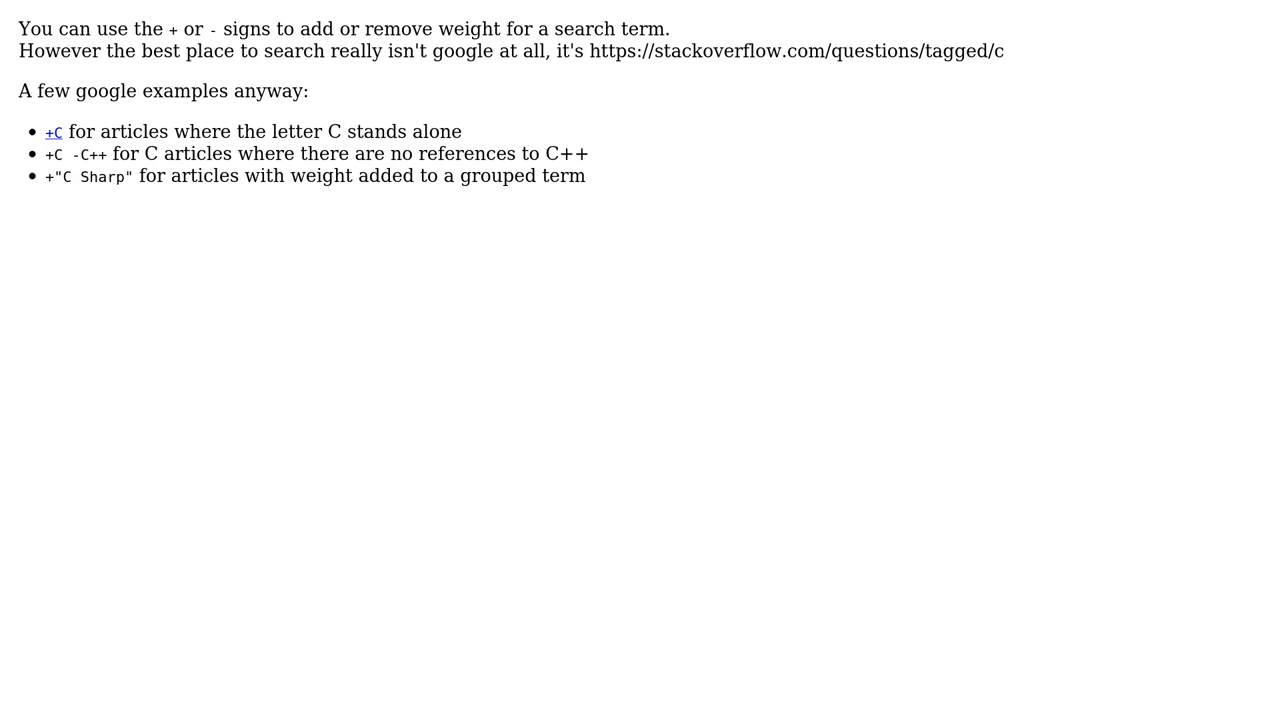 You can use the + or - signs to add or remove weight for a search term.
However the best place to search really isn't google at all, it's https://stackoverflow.com/questions/tagged/c
A few google examples anyway:
• +C for articles where the letter C stands alone
• +C -C++ for C articles where there are no references to C++
• +"C Sharp" for articles with weight added to a grouped term